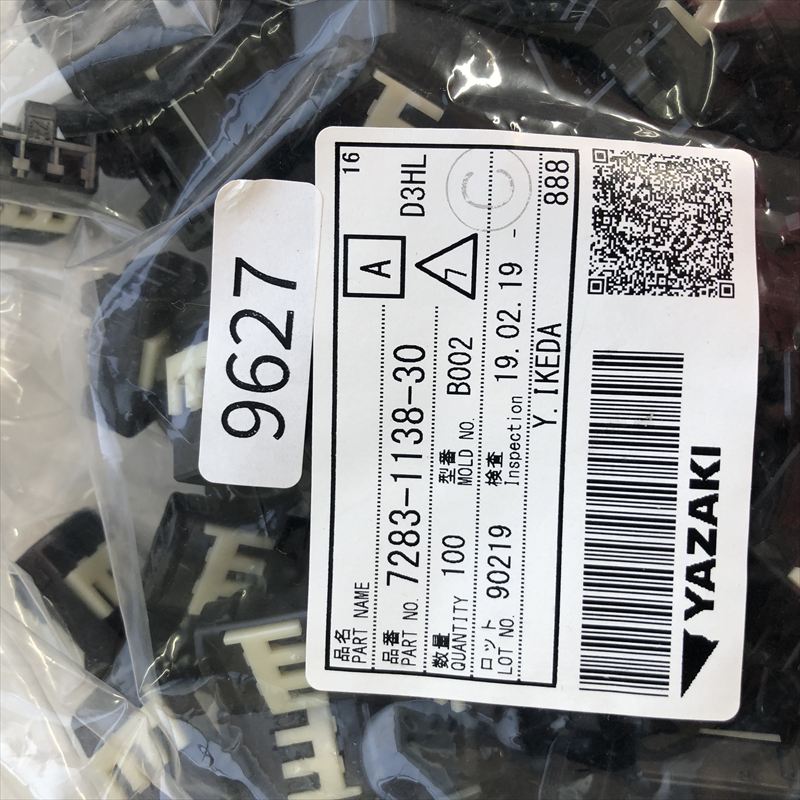 9627
品名
PART NAME
16
品番
PART NO. 7283-1138-30
A
D3HL
数量
QUANTITY 100
型番
MOLD NO. B002
7
C
ロット
LOT NO. 90219
検査
Inspection 19.02.19 -
Y. IKEDA
888
YAZAKI